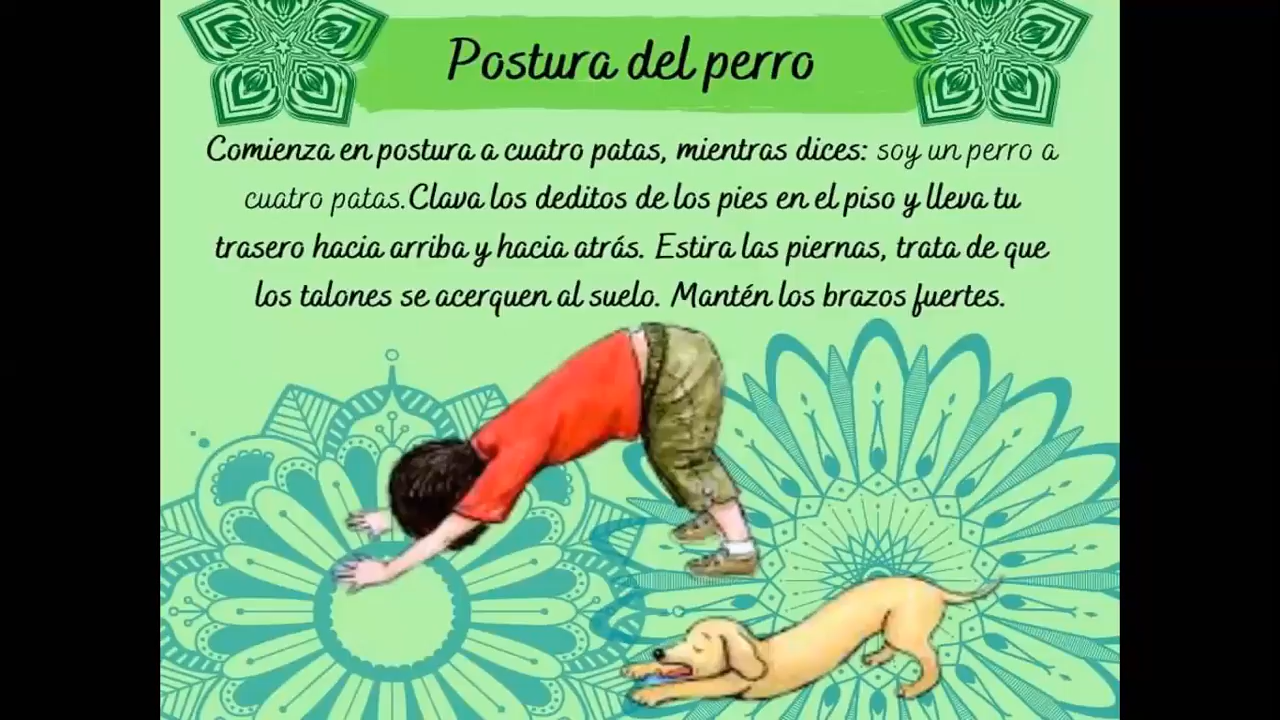 Postura del perro
Comienza en postura a cuatro patas, mientras dices: soy un perro a
cuatro patas.Clava los deditos de los pies en el piso y lleva tu
trasero hacia arriba y hacia atrás. Estira las piernas, trata de que
los talones se acerquen al suelo. Mantén los brazos fuertes.